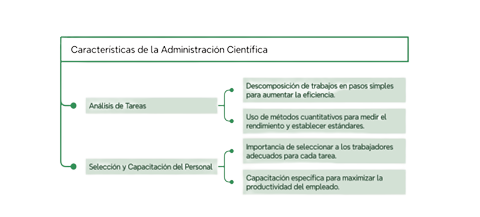 Características de la Administración Científica
Análisis de Tareas
Descomposición de trabajos en pasos simples
para aumentar la eficiencia.
Uso de métodos cuantitativos para medir el
rendimiento y establecer estándares.
Selección y Capacitación del Personal
Importancia de seleccionar a los trabajadores
adecuados para cada tarea.
Capacitación específica para maximizar la
productividad del empleado.